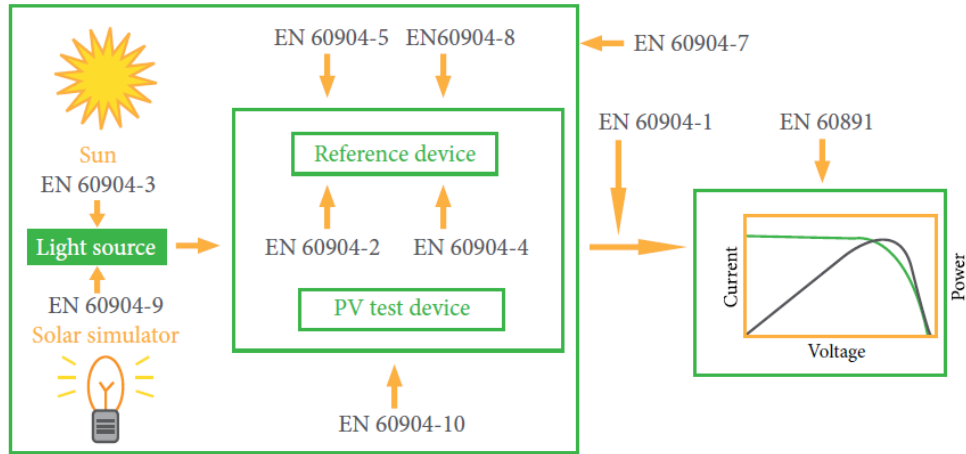 EN 60904-5 EN60904-8
EN 60904-7
Sun
EN 60904-3
Light source
EN 60904-9
Solar simulator
Reference device
EN 60904-2 EN 60904-4
PV test device
EN 60904-10
EN 60904-1
EN 60891
Current
Voltage
Power